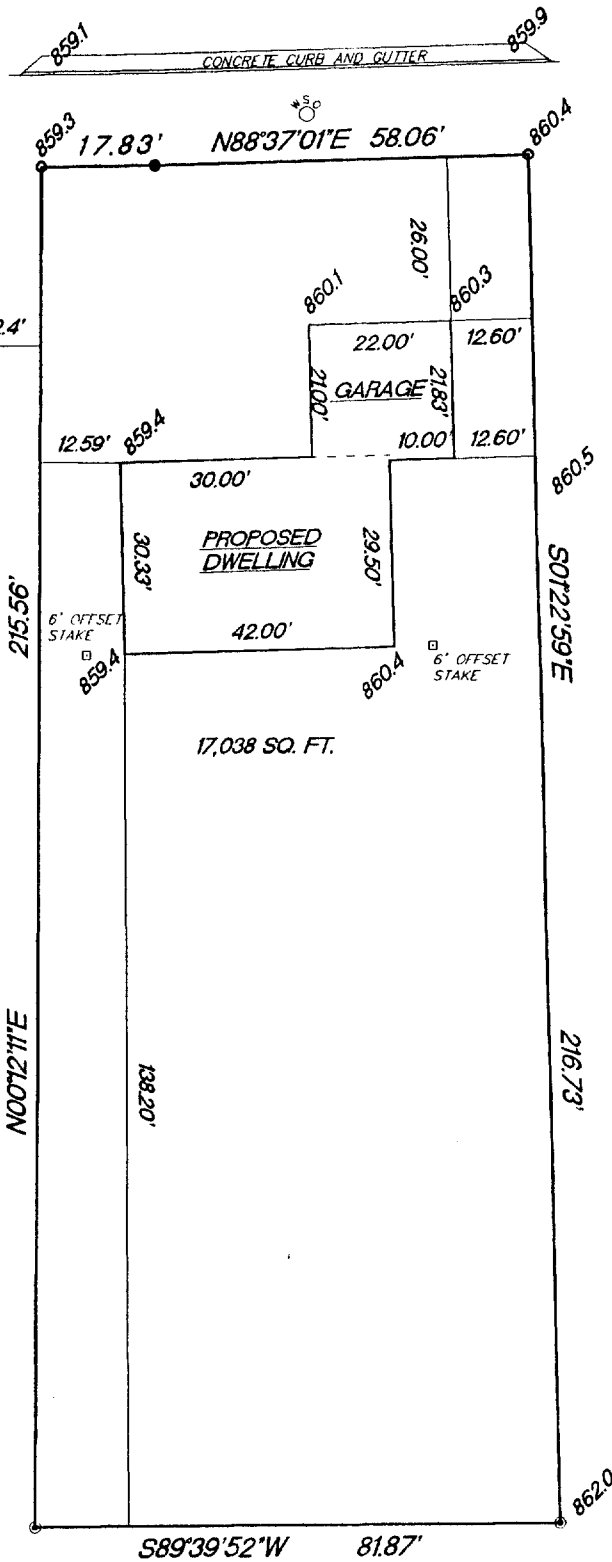 859.1
859.9
CONCRETE CURB AND GUTTER
W S O
859.3
17.83'
N88°37'01"E 58.06'
860.4
26.00'
860.1
860.3
2.4'
22.00'
12.60'
21.00'
GARAGE
21.83'
12.59'
859.4
10.00'
12.60'
860.5
30.00'
PROPOSED
DWELLING
30.33'
29.50'
S01°22'59"E
215.56'
6' OFFSET
STAKE
42.00'
859.4
860.4
6' OFFSET
STAKE
17,038 SQ. FT.
N00°12'11"E
138.20'
216.73'
862.0
S89°39'52"W 81.87'